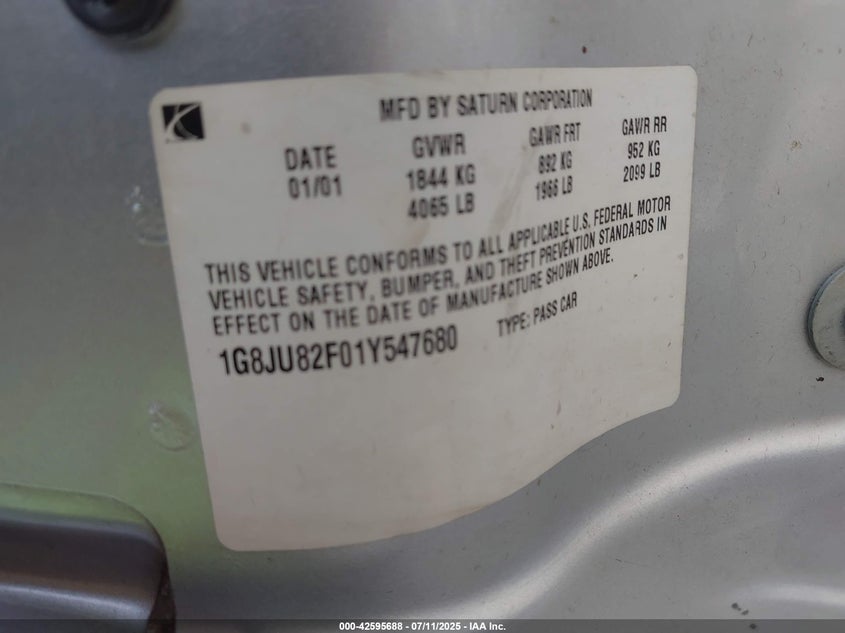 MFD BY SATURN CORPORATION
DATE GVWR GAWR FRT GAWR RR
01/01 1844 KG 892 KG 952 KG
4065 LB 1966 LB 2099 LB
THIS VEHICLE CONFORMS TO ALL APPLICABLE U.S. FEDERAL MOTOR
VEHICLE SAFETY, BUMPER, AND THEFT PREVENTION STANDARDS IN
EFFECT ON THE DATE OF MANUFACTURE SHOWN ABOVE.
1G8JU82F01Y547680 TYPE: PASS CAR
000-42595688 - 07/11/2025 - IAA Inc.